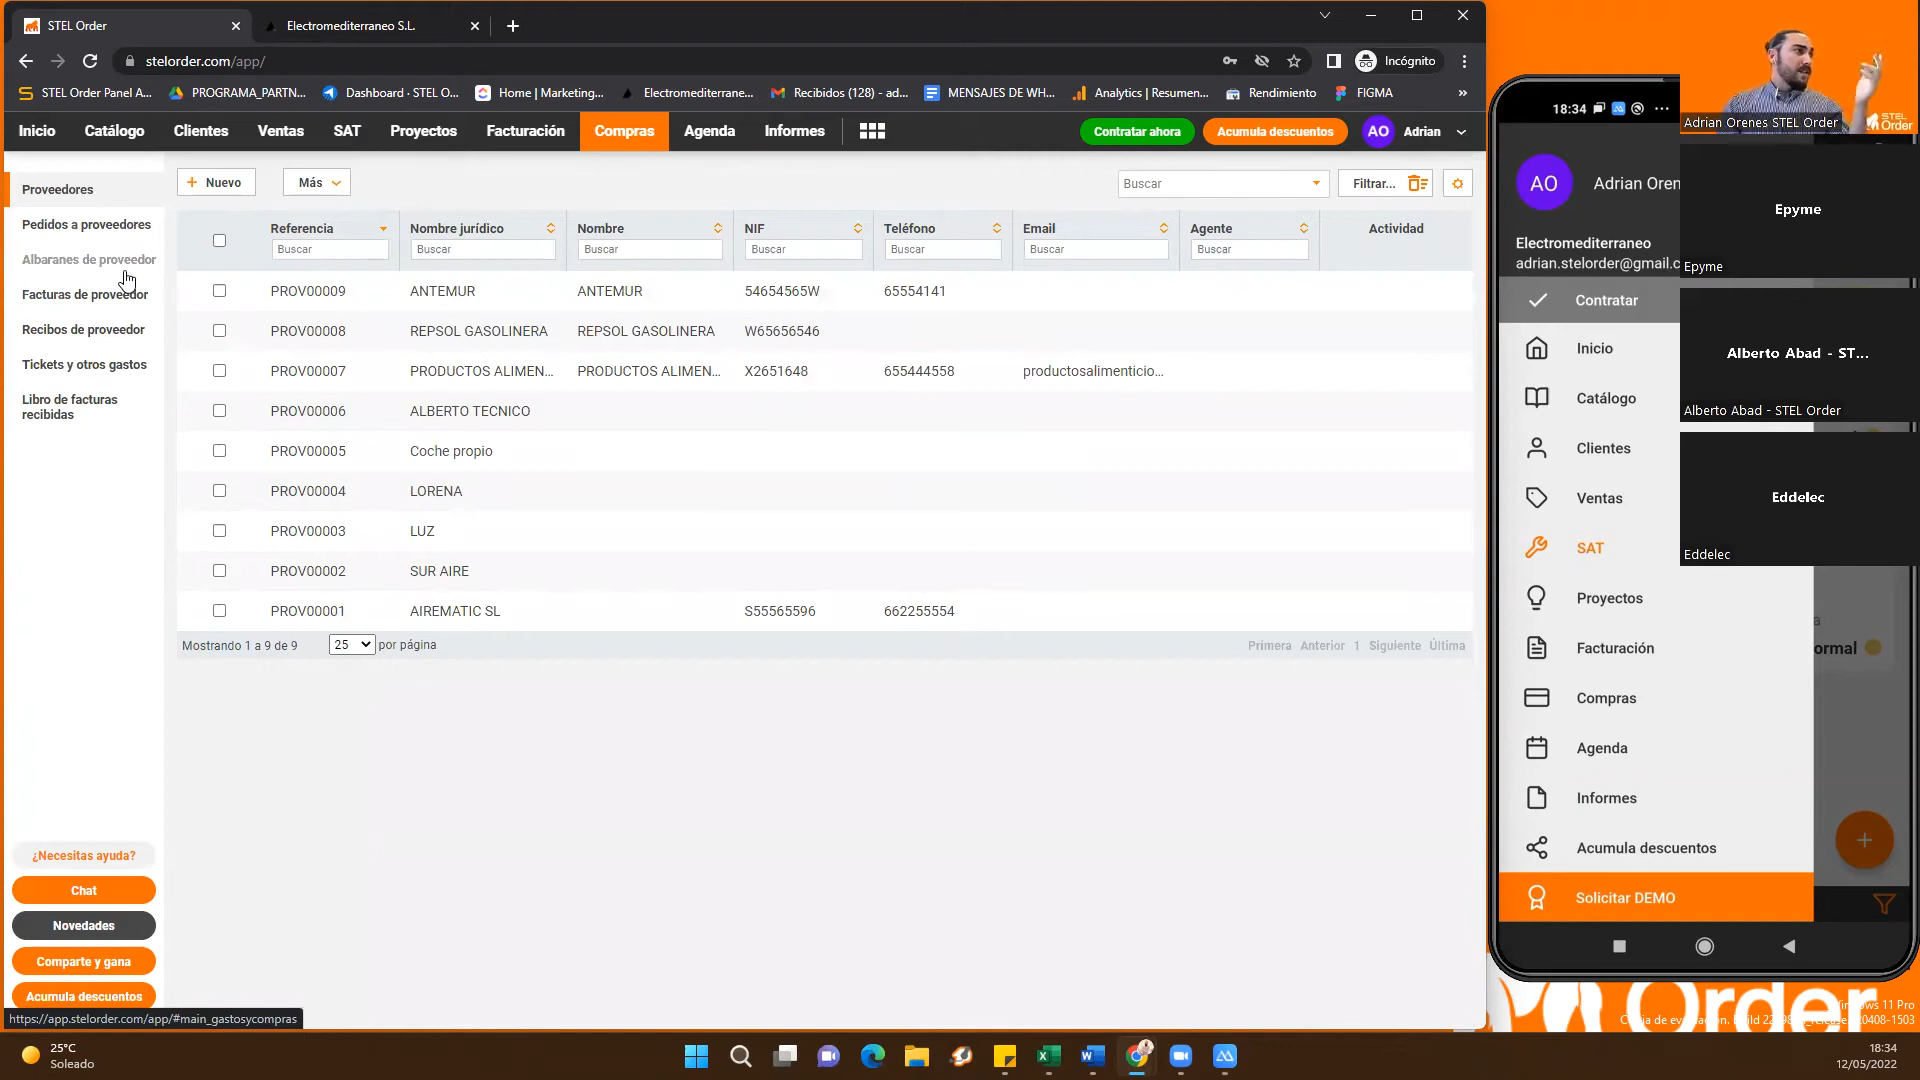 STEL Order
Electromediterraneo S.L.
stelorder.com/app/
Incógnito
STEL Order Panel A...
PROGRAMA_PARTN...
Dashboard · STEL O...
Home | Marketing...
Electromediterrane...
Recibidos (128) - ad...
MENSAJES DE WH...
Analytics | Resumen...
Rendimiento
FIGMA
»
Inicio
Catálogo
Clientes
Ventas
SAT
Proyectos
Facturación
Compras
Agenda
Informes
Contratar ahora
Acumula descuentos
AO
Adrian
Proveedores
Pedidos a proveedores
Albaranes de proveedor
Facturas de proveedor
Recibos de proveedor
Tickets y otros gastos
Libro de facturas
recibidas
¿Necesitas ayuda?
Chat
Novedades
Comparte y gana
Acumula descuentos
https://app.stelorder.com/app/#main_gastosycompras
+ Nuevo
Más
Buscar
Filtrar...
Referencia Nombre jurídico Nombre NIF Teléfono Email Agente Actividad
Buscar Buscar Buscar Buscar Buscar Buscar Buscar
PROV00009 ANTEMUR ANTEMUR 54654565W 65554141
PROV00008 REPSOL GASOLINERA REPSOL GASOLINERA W65656546
PROV00007 PRODUCTOS ALIMEN... PRODUCTOS ALIMEN... X2651648 655444558 productosalimenticio...
PROV00006 ALBERTO TECNICO
PROV00005 Coche propio
PROV00004 LORENA
PROV00003 LUZ
PROV00002 SUR AIRE
PROV00001 AIREMATIC SL S55565596 662255554
Mostrando 1 a 9 de 9 25 por página Primera Anterior 1 Siguiente Última
18:34
AO
Adrian Oren
Electromediterraneo
adrian.stelorder@gmail.c
Contratar
Inicio
Catálogo
Clientes
Ventas
SAT
Proyectos
Facturación
Compras
Agenda
Informes
Acumula descuentos
Solicitar DEMO
ormal
+
Adrian Orenes STEL Order
STEL
Order
Epyme
Epyme
Alberto Abad - ST...
Alberto Abad - STEL Order
Eddelec
Eddelec
Order
25°C
Soleado
18:34
12/05/2022